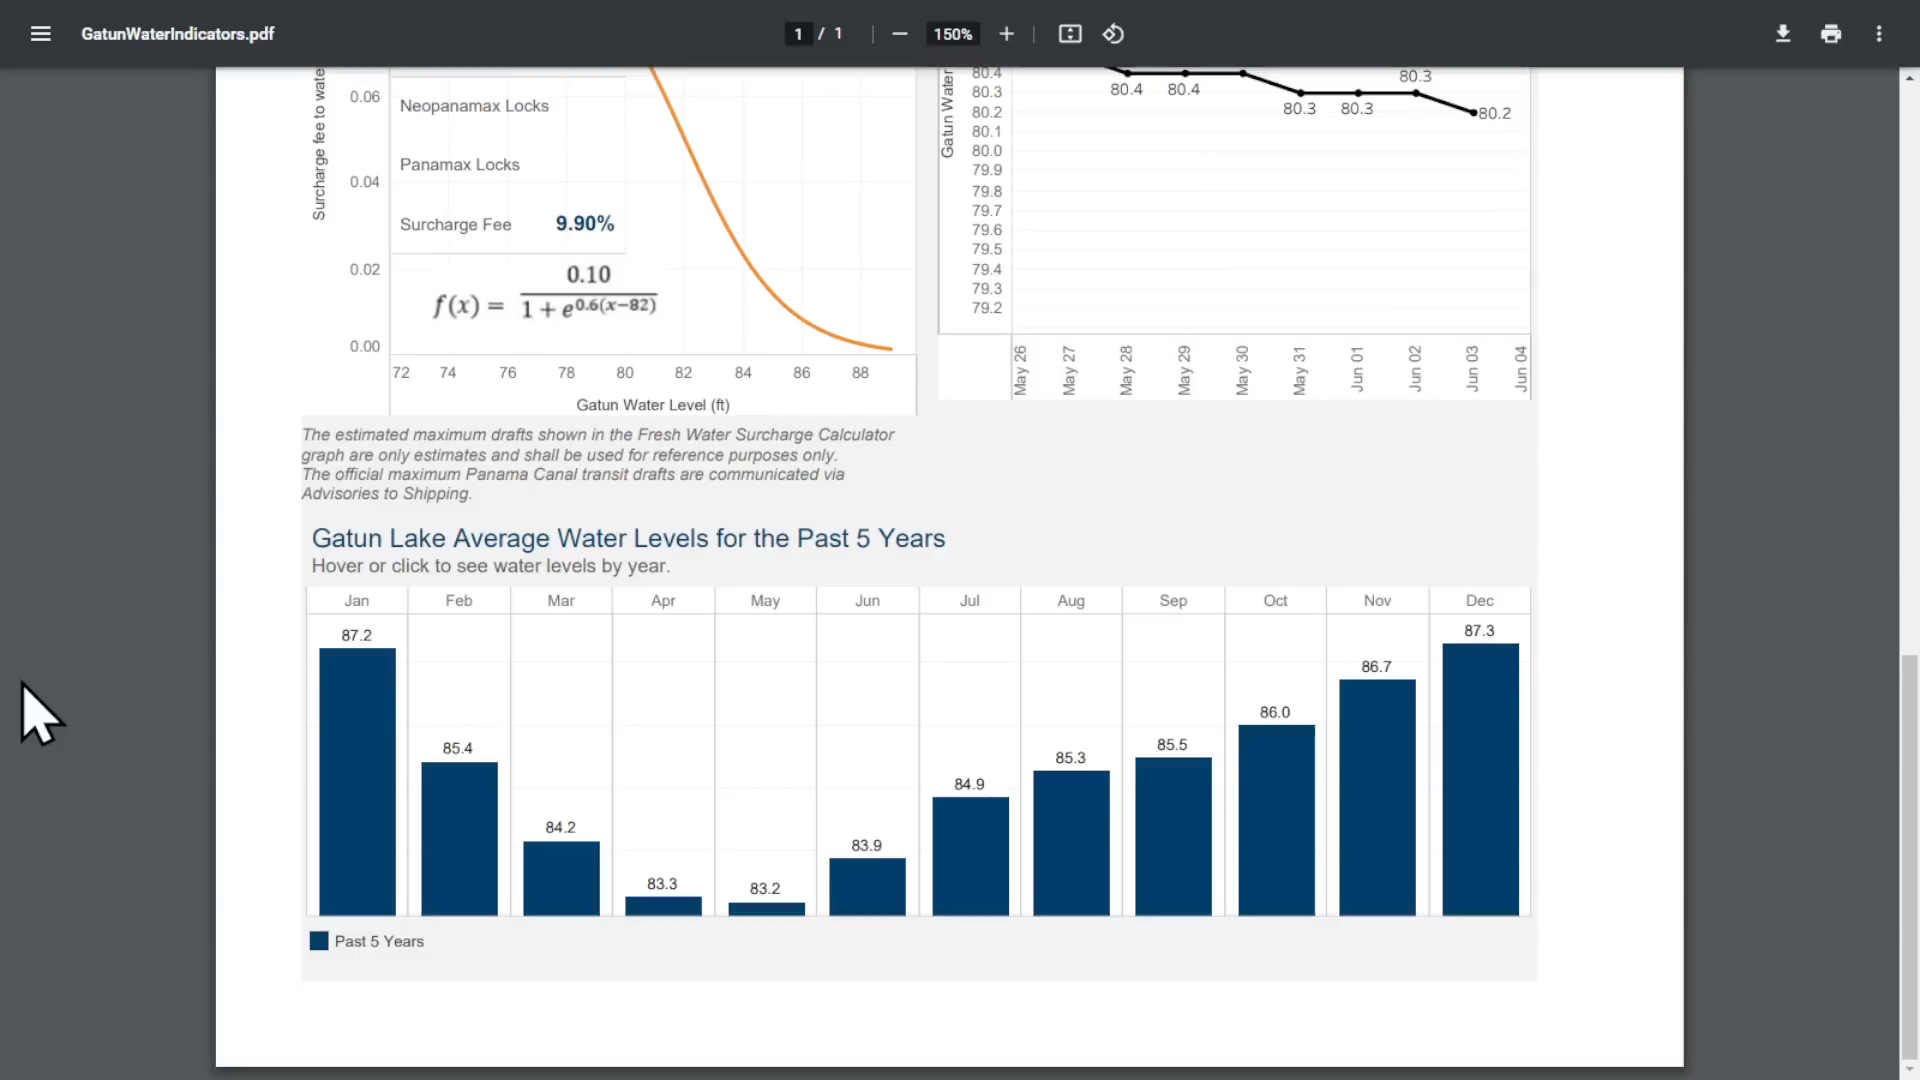 GatunWaterIndicators.pdf
1 / 1
150%
Surcharge fee to wate
0.06
0.04
0.02
0.00
Neopanamax Locks
Panamax Locks
Surcharge Fee 9.90%
f(x) = 0.10 / 1 + e^0.6(x−82)
72 74 76 78 80 82 84 86 88
Gatun Water Level (ft)
Gatun Water
80.4
80.3
80.2
80.1
80.0
79.9
79.8
79.7
79.6
79.5
79.4
79.3
79.2
80.4 80.4 80.3 80.3 80.3 80.2
May 26
May 27
May 28
May 29
May 30
May 31
Jun 01
Jun 02
Jun 03
Jun 04
The estimated maximum drafts shown in the Fresh Water Surcharge Calculator
graph are only estimates and shall be used for reference purposes only.
The official maximum Panama Canal transit drafts are communicated via
Advisories to Shipping.
Gatun Lake Average Water Levels for the Past 5 Years
Hover or click to see water levels by year.
Jan Feb Mar Apr May Jun Jul Aug Sep Oct Nov Dec
87.2 85.4 84.2 83.3 83.2 83.9 84.9 85.3 85.5 86.0 86.7 87.3
Past 5 Years